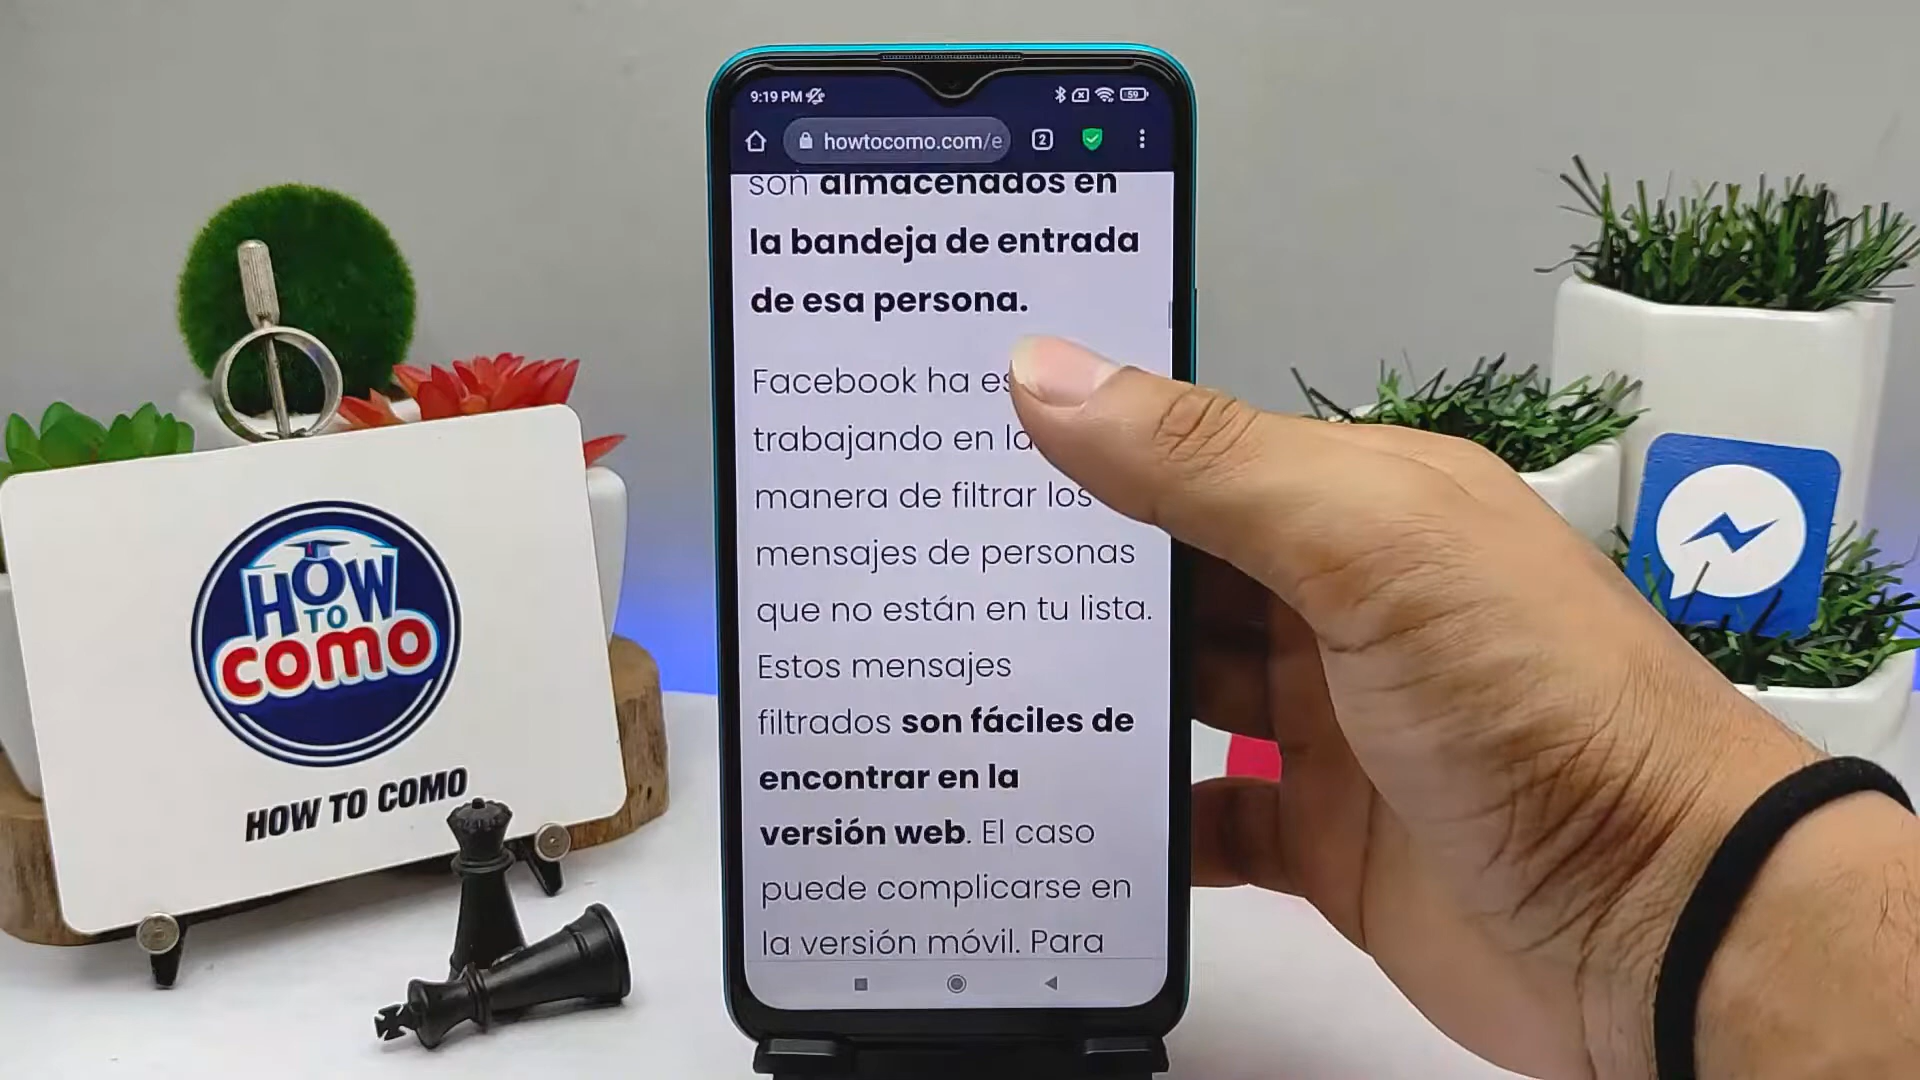 9:19 PM
59
howtocomo.com/e
2
son almacenados en
la bandeja de entrada
de esa persona.
Facebook ha es
trabajando en la
manera de filtrar los
mensajes de personas
que no están en tu lista.
Estos mensajes
filtrados son fáciles de
encontrar en la
versión web. El caso
puede complicarse en
la versión móvil. Para
HOW
TO
como
HOW TO COMO